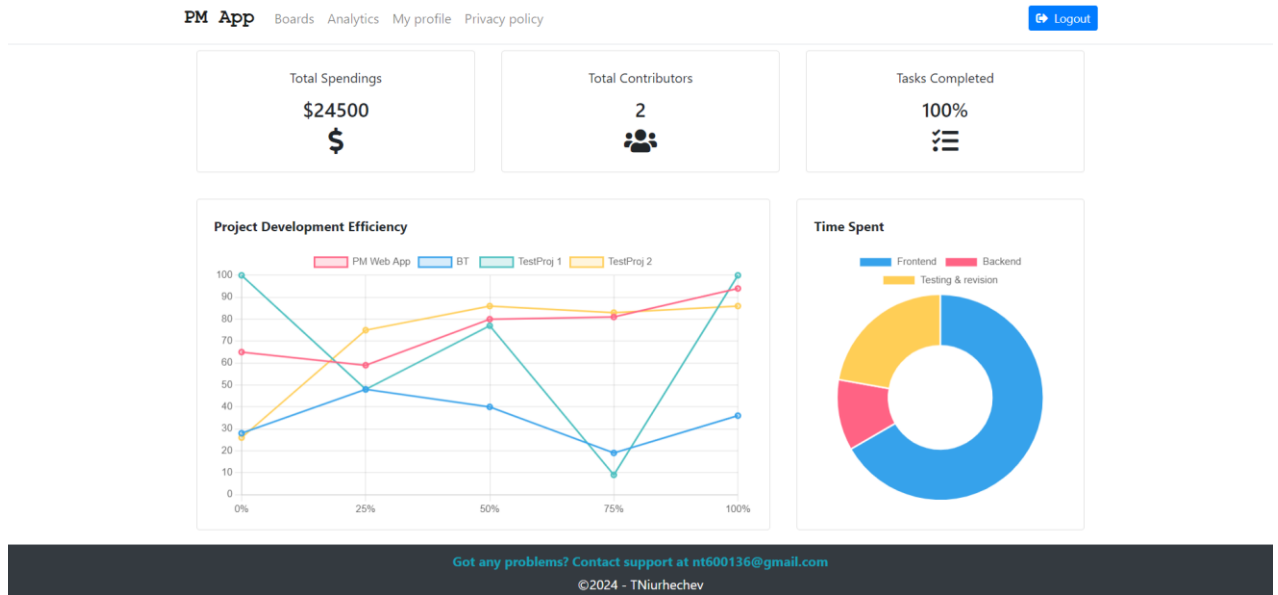 PM App Boards Analytics My profile Privacy policy Logout
Total Spendings
$24500
Total Contributors
2
Tasks Completed
100%
Project Development Efficiency
PM Web App BT TestProj 1 TestProj 2
100
90
80
70
60
50
40
30
20
10
0
0% 25% 50% 75% 100%
Time Spent
Frontend Backend
Testing & revision
Got any problems? Contact support at nt600136@gmail.com
©2024 - TNiurhechev